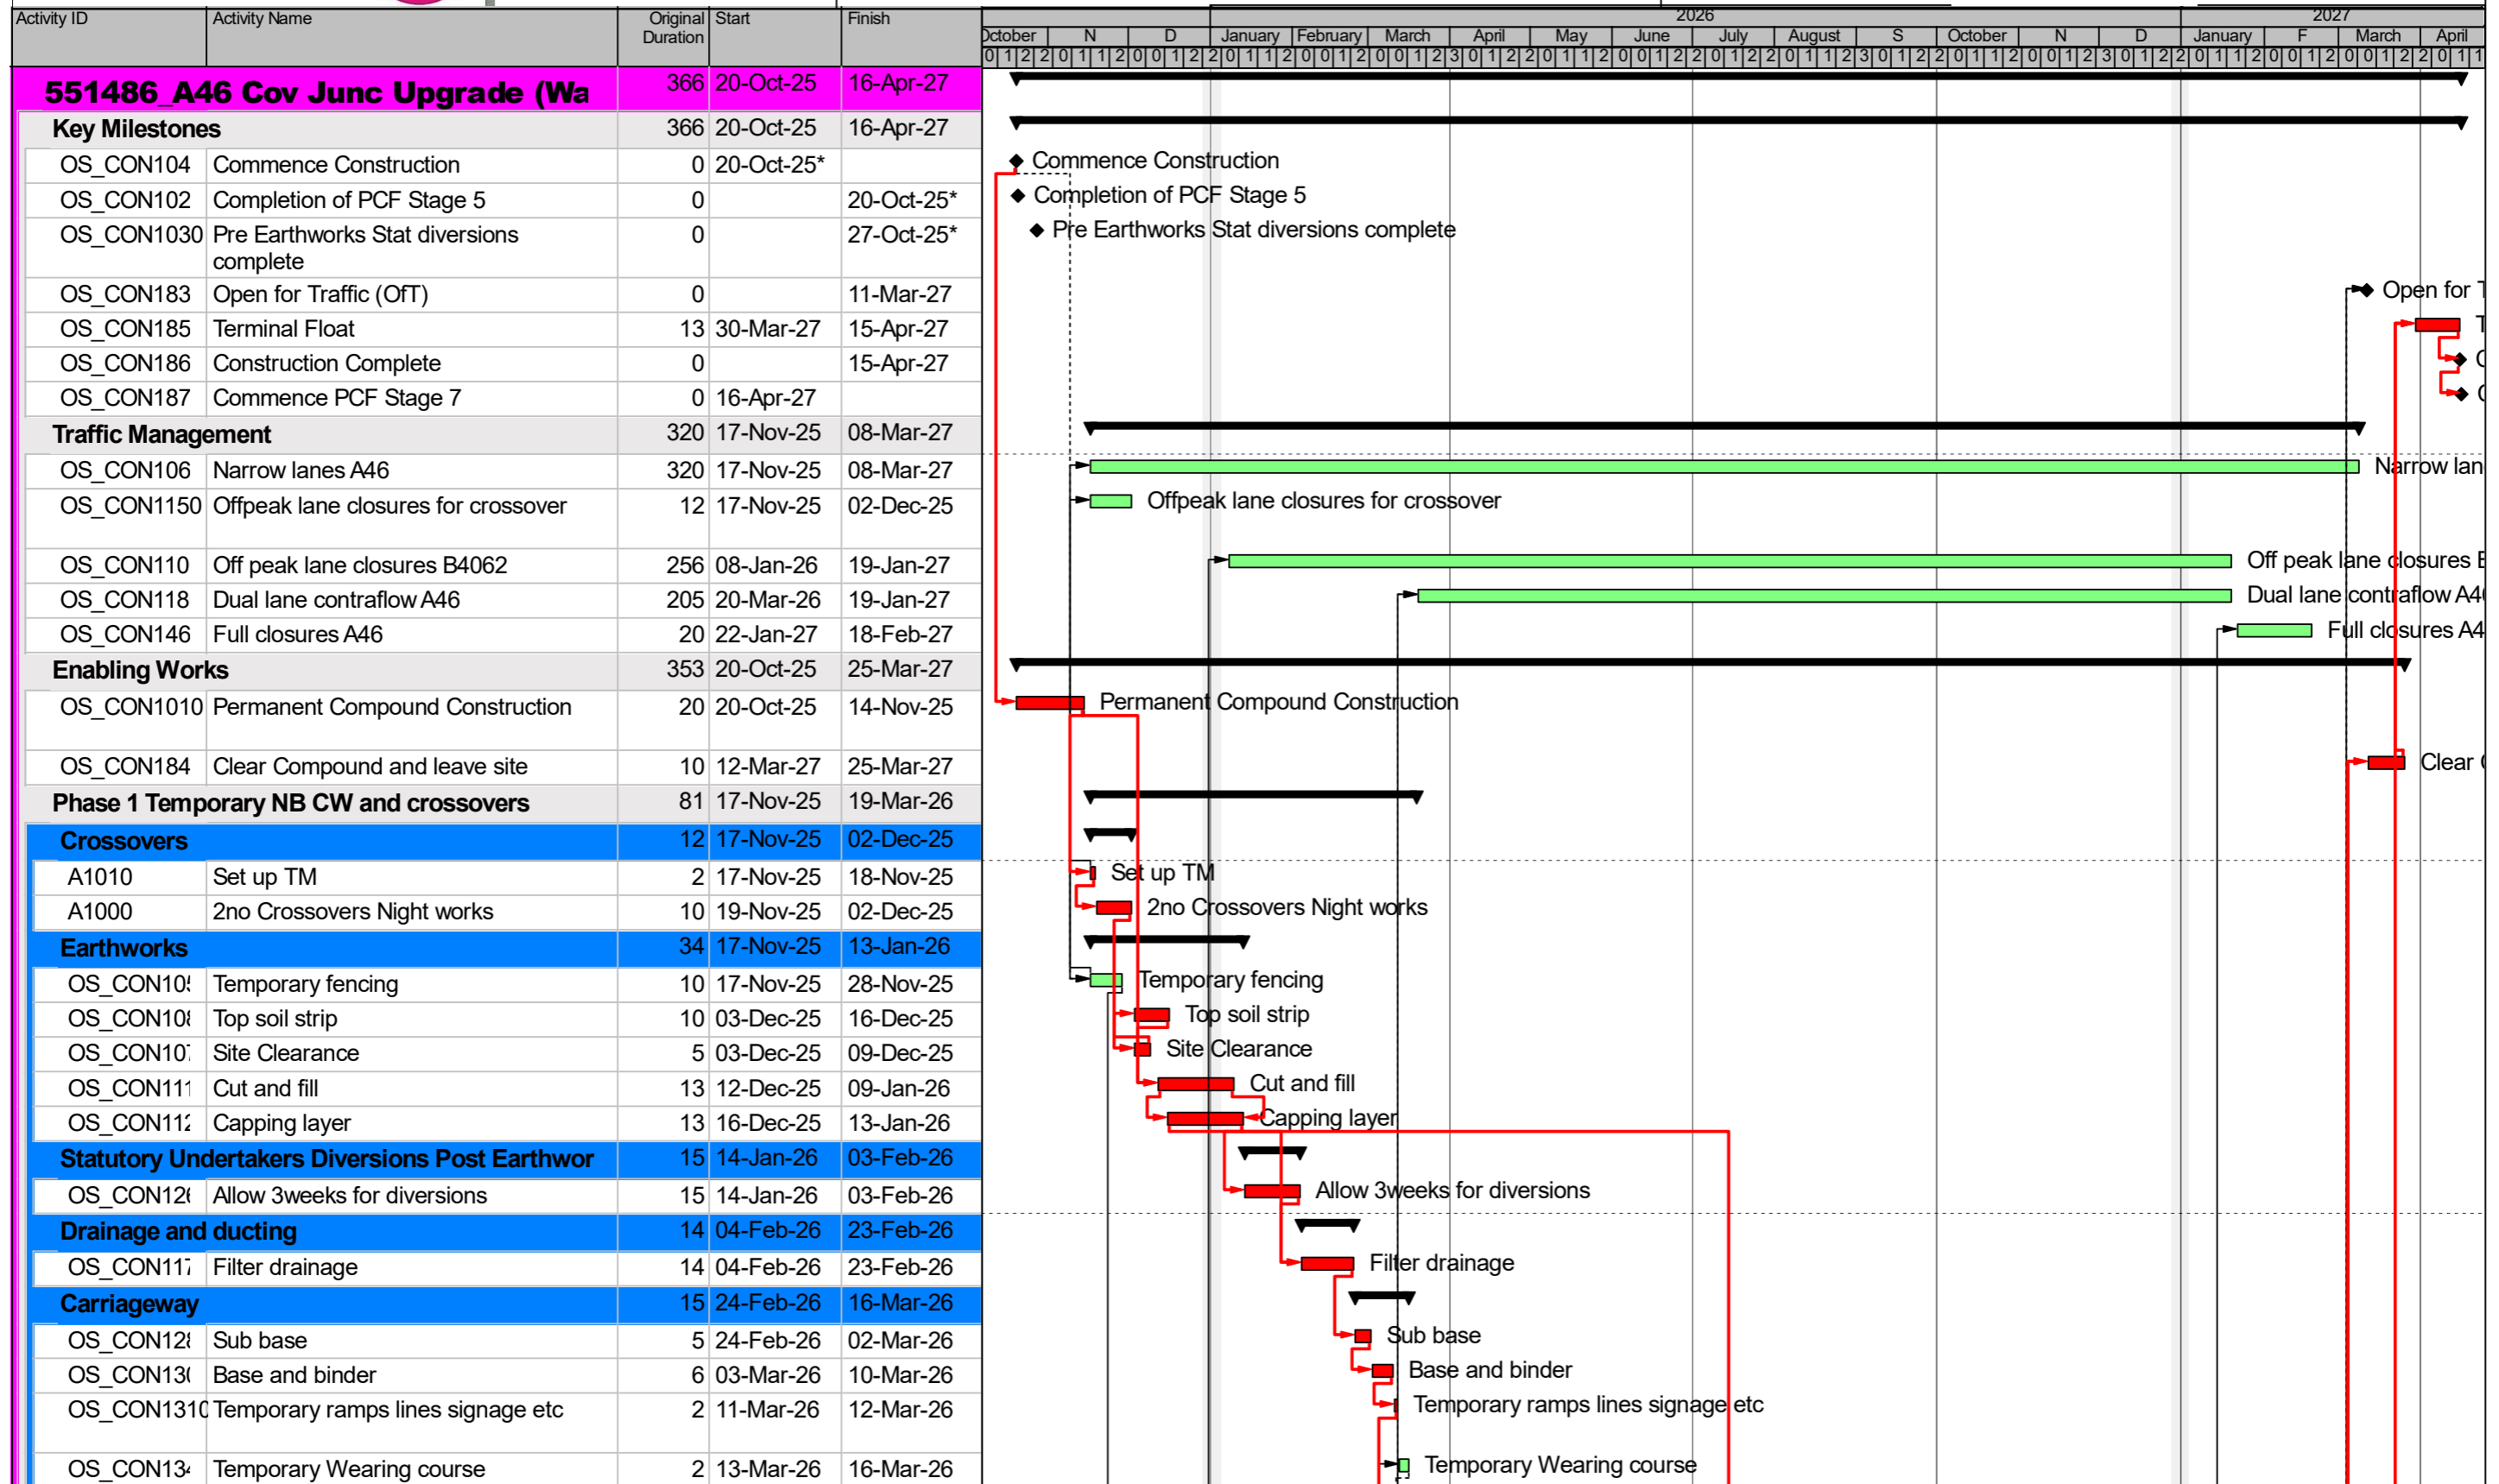 Activity ID Activity Name Original Duration Start Finish 2026 2027
October N D January February March April May June July August S October N D January F March April
551486_A46 Cov Junc Upgrade (Wa 366 20-Oct-25 16-Apr-27
Key Milestones 366 20-Oct-25 16-Apr-27
OS_CON104 Commence Construction 0 20-Oct-25* Commence Construction
OS_CON102 Completion of PCF Stage 5 0 20-Oct-25* Completion of PCF Stage 5
OS_CON1030 Pre Earthworks Stat diversions complete 0 27-Oct-25* Pre Earthworks Stat diversions complete
OS_CON183 Open for Traffic (OfT) 0 11-Mar-27 Open for
OS_CON185 Terminal Float 13 30-Mar-27 15-Apr-27
OS_CON186 Construction Complete 0 15-Apr-27
OS_CON187 Commence PCF Stage 7 0 16-Apr-27
Traffic Management 320 17-Nov-25 08-Mar-27
OS_CON106 Narrow lanes A46 320 17-Nov-25 08-Mar-27 Narrow lan
OS_CON1150 Offpeak lane closures for crossover 12 17-Nov-25 02-Dec-25 Offpeak lane closures for crossover
OS_CON110 Off peak lane closures B4062 256 08-Jan-26 19-Jan-27 Off peak lane closures
OS_CON118 Dual lane contraflow A46 205 20-Mar-26 19-Jan-27 Dual lane contraflow A4
OS_CON146 Full closures A46 20 22-Jan-27 18-Feb-27 Full closures A4
Enabling Works 353 20-Oct-25 25-Mar-27
OS_CON1010 Permanent Compound Construction 20 20-Oct-25 14-Nov-25 Permanent Compound Construction
OS_CON184 Clear Compound and leave site 10 12-Mar-27 25-Mar-27 Clear
Phase 1 Temporary NB CW and crossovers 81 17-Nov-25 19-Mar-26
Crossovers 12 17-Nov-25 02-Dec-25
A1010 Set up TM 2 17-Nov-25 18-Nov-25 Set up TM
A1000 2no Crossovers Night works 10 19-Nov-25 02-Dec-25 2no Crossovers Night works
Earthworks 34 17-Nov-25 13-Jan-26
OS_CON105 Temporary fencing 10 17-Nov-25 28-Nov-25 Temporary fencing
OS_CON108 Top soil strip 10 03-Dec-25 16-Dec-25 Top soil strip
OS_CON107 Site Clearance 5 03-Dec-25 09-Dec-25 Site Clearance
OS_CON111 Cut and fill 13 12-Dec-25 09-Jan-26 Cut and fill
OS_CON112 Capping layer 13 16-Dec-25 13-Jan-26 Capping layer
Statutory Undertakers Diversions Post Earthwor 15 14-Jan-26 03-Feb-26
OS_CON126 Allow 3weeks for diversions 15 14-Jan-26 03-Feb-26 Allow 3weeks for diversions
Drainage and ducting 14 04-Feb-26 23-Feb-26
OS_CON117 Filter drainage 14 04-Feb-26 23-Feb-26 Filter drainage
Carriageway 15 24-Feb-26 16-Mar-26
OS_CON128 Sub base 5 24-Feb-26 02-Mar-26 Sub base
OS_CON130 Base and binder 6 03-Mar-26 10-Mar-26 Base and binder
OS_CON1310 Temporary ramps lines signage etc 2 11-Mar-26 12-Mar-26 Temporary ramps lines signage etc
OS_CON134 Temporary Wearing course 2 13-Mar-26 16-Mar-26 Temporary Wearing course